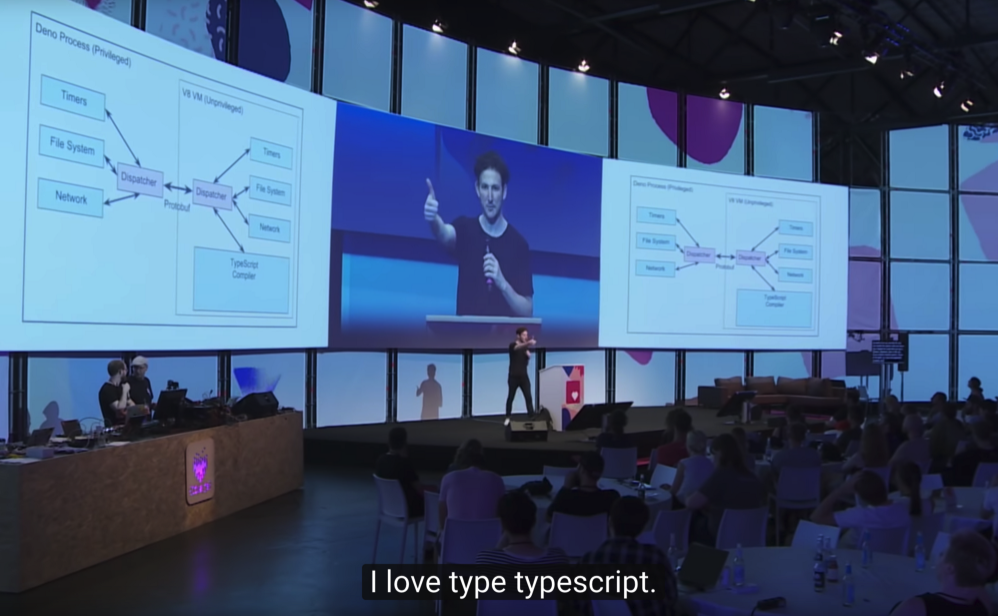 Deno Process (Privileged)
V8 VM (Unprivileged)
Timers
File System
Network
Dispatcher
Protobuf
Dispatcher
Timers
File System
Network
TypeScript
Compiler
Deno Process (Privileged)
V8 VM (Unprivileged)
Timers
File System
Network
Dispatcher
Protobuf
Dispatcher
Timers
File System
Network
TypeScript
Compiler
I love type typescript.